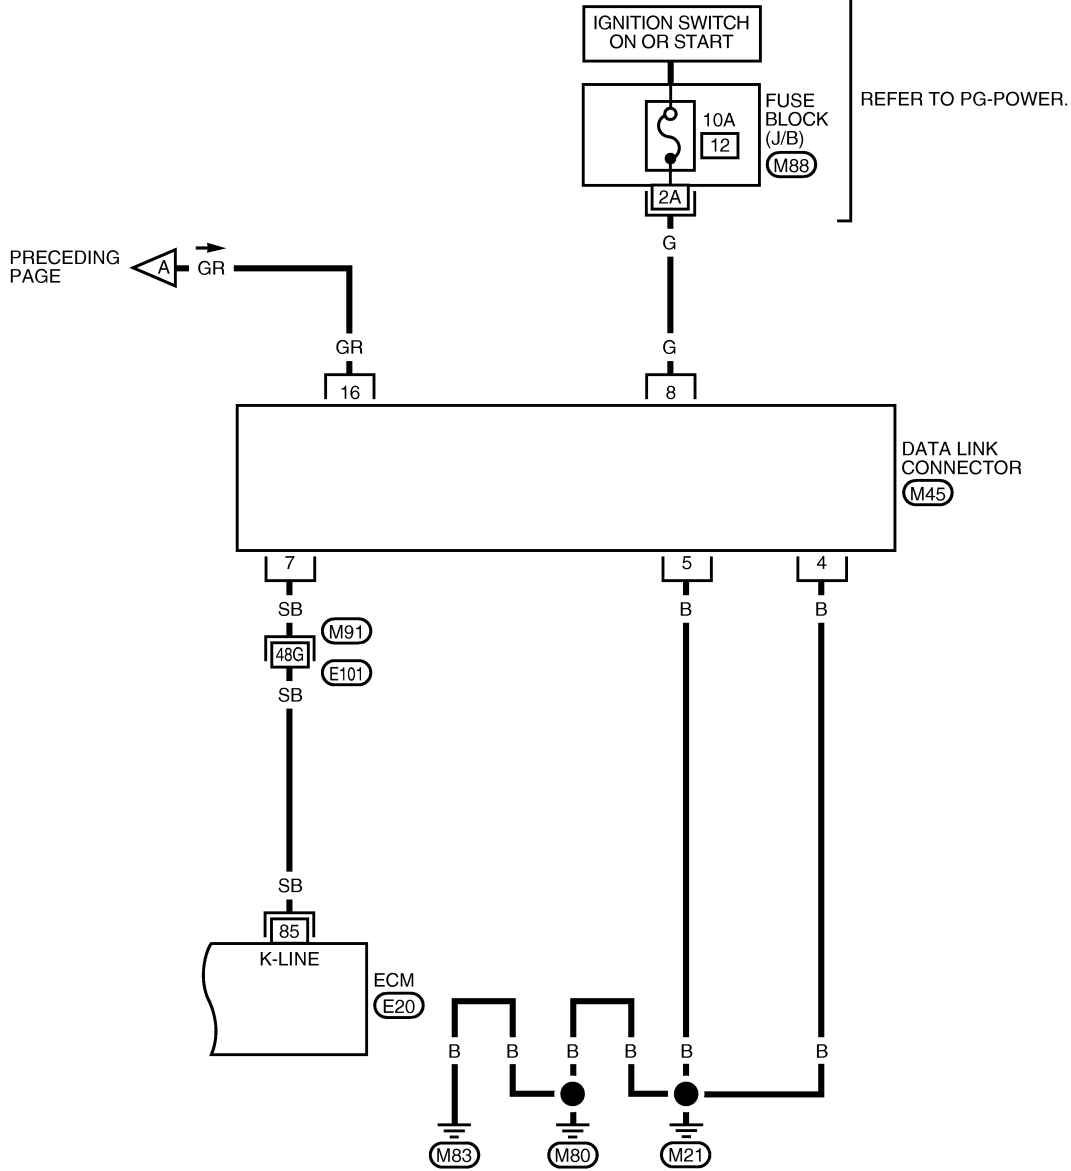 IGNITION SWITCH
ON OR START
REFER TO PG-POWER.
FUSE
BLOCK
(J/B)
M88
10A
12
2A
G
PRECEDING
PAGE
A
GR
GR
G
16
8
DATA LINK
CONNECTOR
M45
7
5
4
SB
B
B
M91
48G
E101
SB
SB
85
K-LINE
ECM
E20
B
B
B
B
B
B
M83
M80
M21